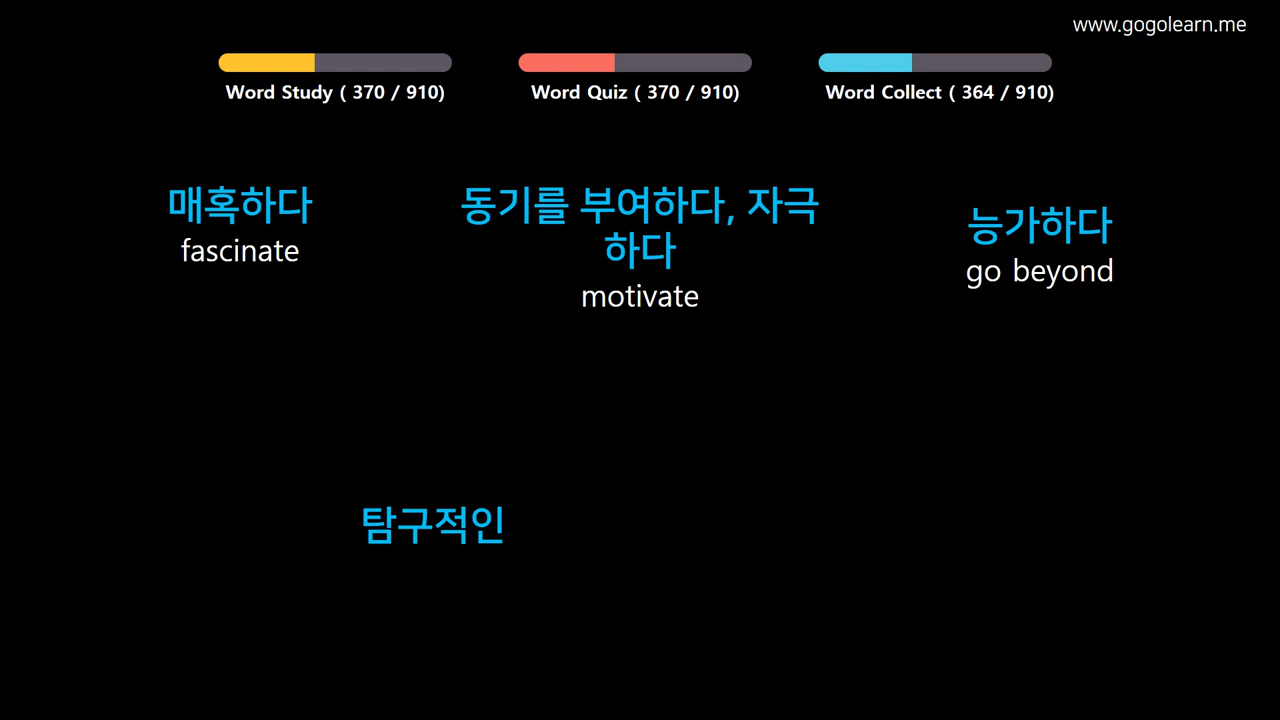 www.gogolearn.me
Word Study ( 370 / 910)
Word Quiz ( 370 / 910)
Word Collect ( 364 / 910)
매혹하다
fascinate
동기를 부여하다, 자극
하다
motivate
능가하다
go beyond
탐구적인